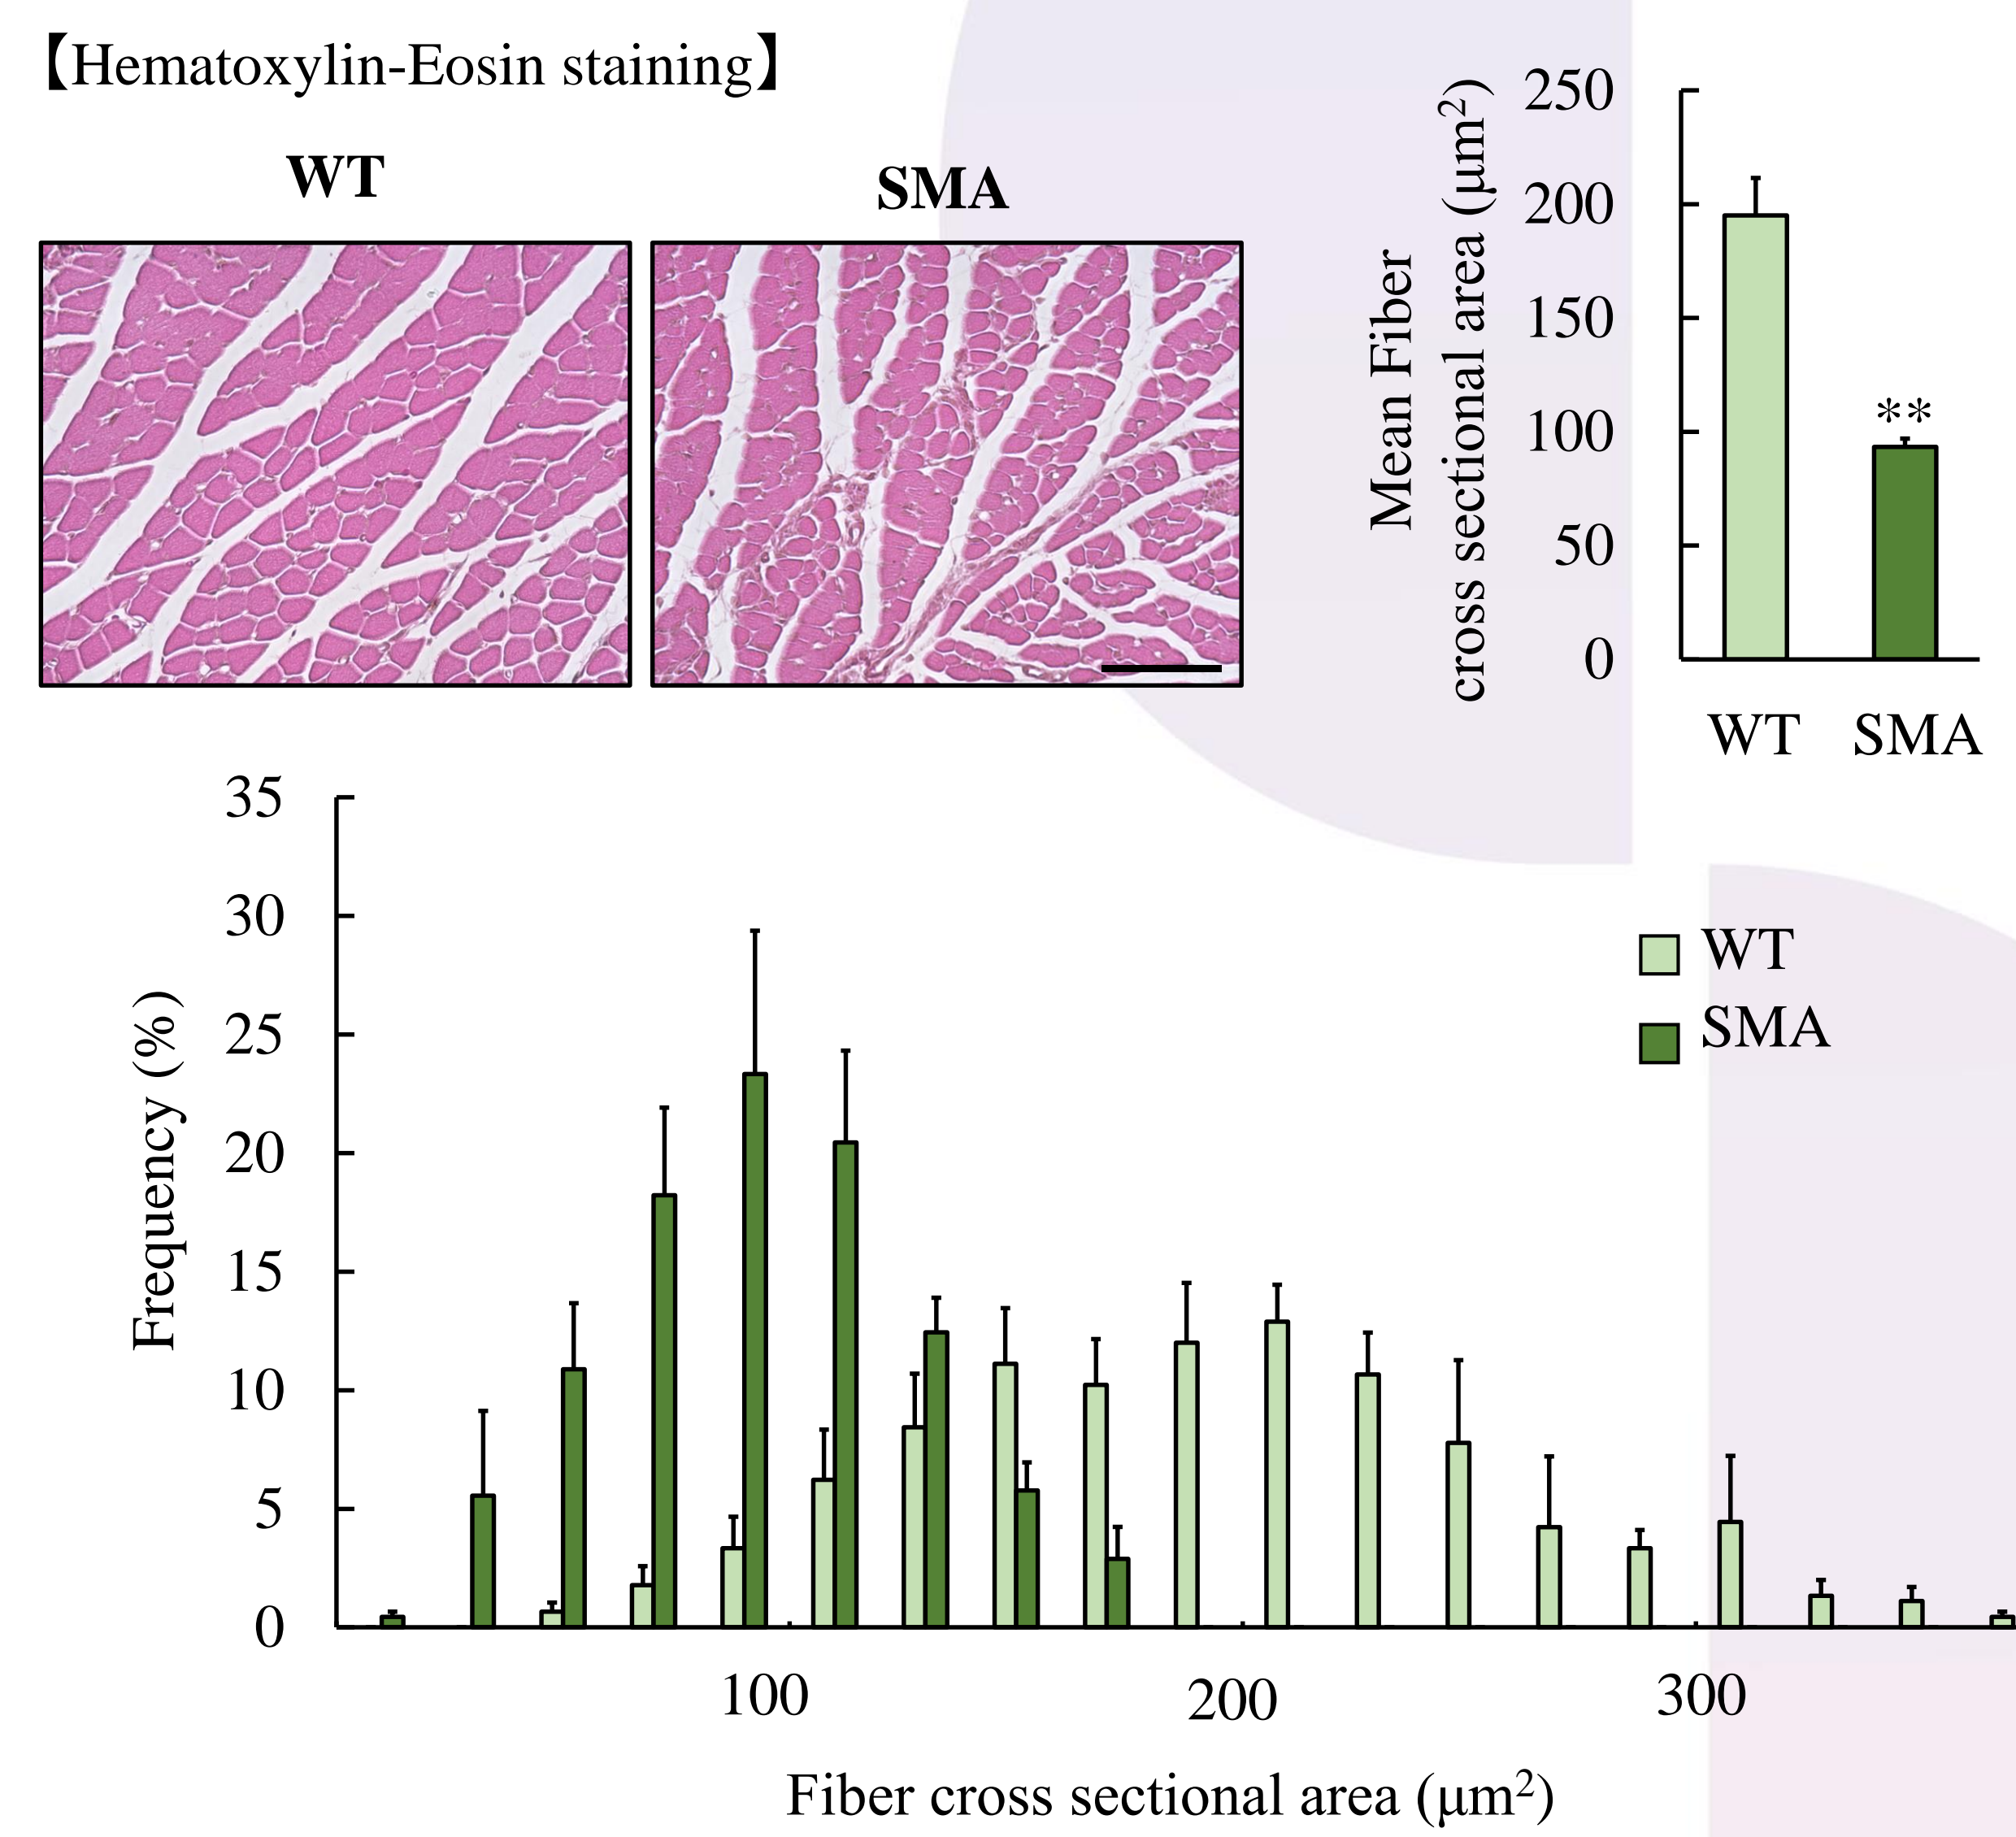 【Hematoxylin-Eosin staining】
WT
SMA
Mean Fiber
cross sectional area (μm²)
250
200
150
100
50
0
**
WT SMA
35
30
25
20
15
10
5
0
Frequency (%)
WT
SMA
100 200 300
Fiber cross sectional area (μm²)